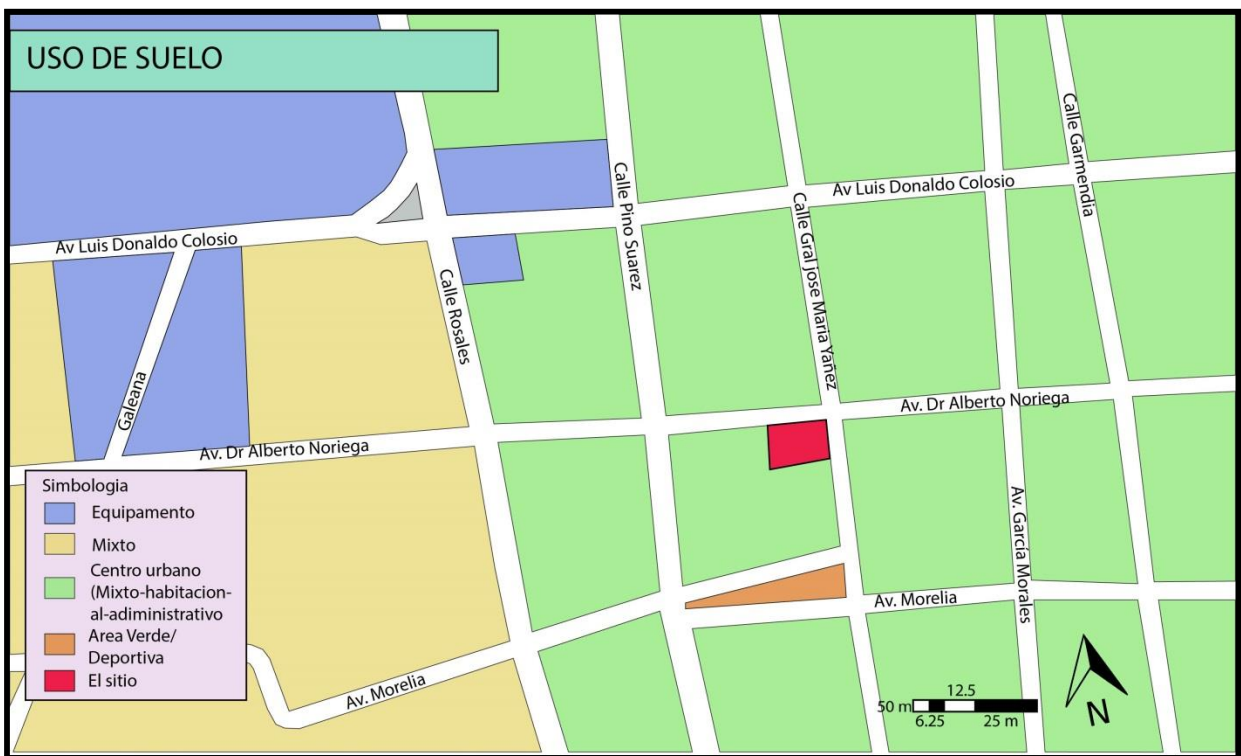 USO DE SUELO
Calle Garmendia
Av Luis Donaldo Colosio
Calle Pino Suarez
Calle Gral jose Maria Yañez
Av Luis Donaldo Colosio
Calle Rosales
Galeana
Av. Dr Alberto Noriega
Av. Dr Alberto Noriega
Simbologia
Equipamento
Mixto
Centro urbano
(Mixto-habitacion-
al-adiministrativo
Area Verde/
Deportiva
El sitio
Av. García Morales
Av. Morelia
Av. Morelia
12.5
50 m
6.25
25 m
N